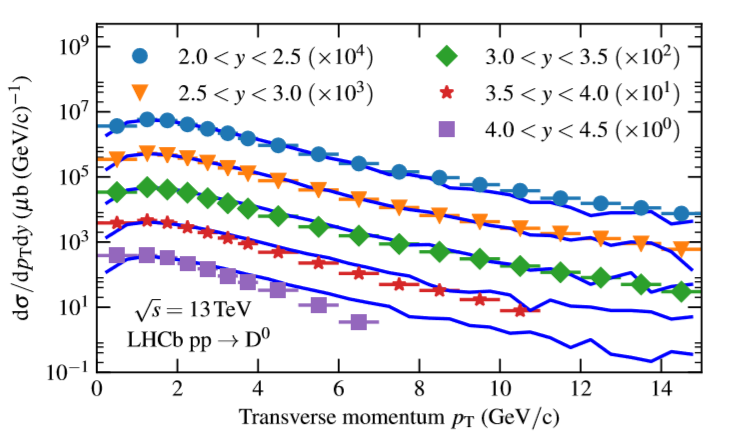 dσ/dp_Tdy (μb (GeV/c)⁻¹)
10⁹
10⁷
10⁵
10³
10¹
10⁻¹
2.0 < y < 2.5 (×10⁴)
2.5 < y < 3.0 (×10³)
3.0 < y < 3.5 (×10²)
3.5 < y < 4.0 (×10¹)
4.0 < y < 4.5 (×10⁰)
√s = 13 TeV
LHCb pp → D⁰
0 2 4 6 8 10 12 14
Transverse momentum p_T (GeV/c)